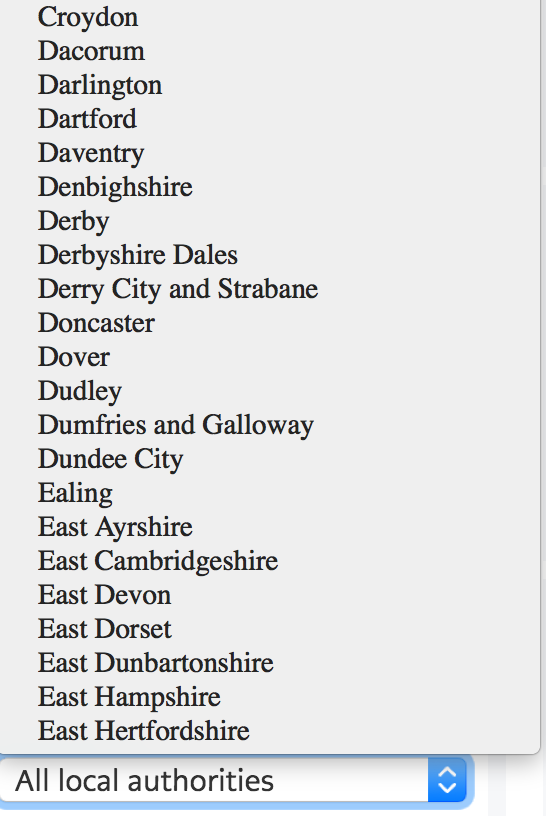 Croydon
Dacorum
Darlington
Dartford
Daventry
Denbighshire
Derby
Derbyshire Dales
Derry City and Strabane
Doncaster
Dover
Dudley
Dumfries and Galloway
Dundee City
Ealing
East Ayrshire
East Cambridgeshire
East Devon
East Dorset
East Dunbartonshire
East Hampshire
East Hertfordshire
All local authorities